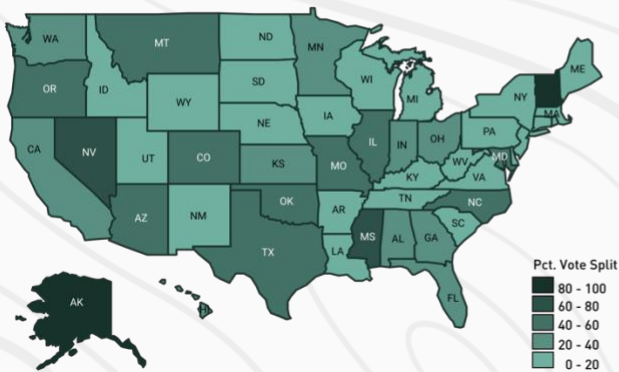 WA
MT
ND
MN
ME
OR
ID
SD
WI
NY
MA
WY
MI
IA
PA
NE
CA
NV
UT
CO
IL
IN
OH
MD
KS
MO
WV
VA
KY
NC
AZ
NM
OK
TN
AR
SC
TX
LA
MS
AL
GA
FL
AK
HI
Pct. Vote Split
80 - 100
60 - 80
40 - 60
20 - 40
0 - 20